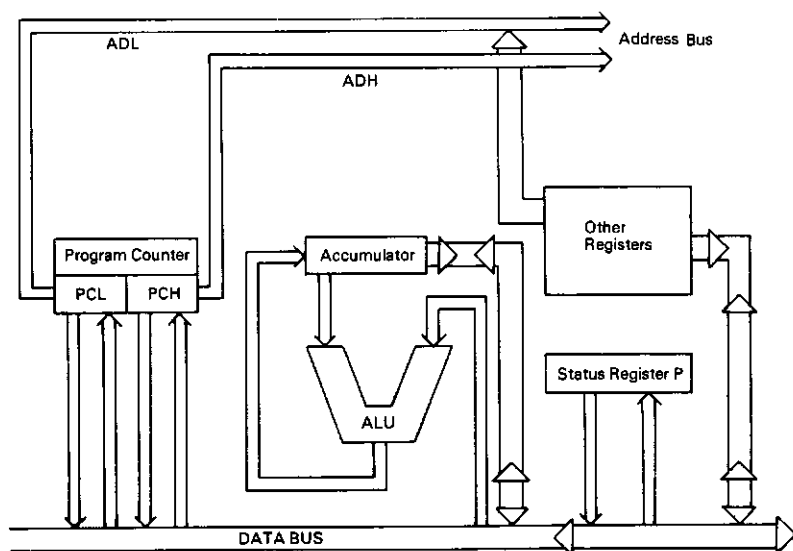 ADL
Address Bus
ADH
Other
Registers
Program Counter
PCL
PCH
Accumulator
ALU
Status Register P
DATA BUS